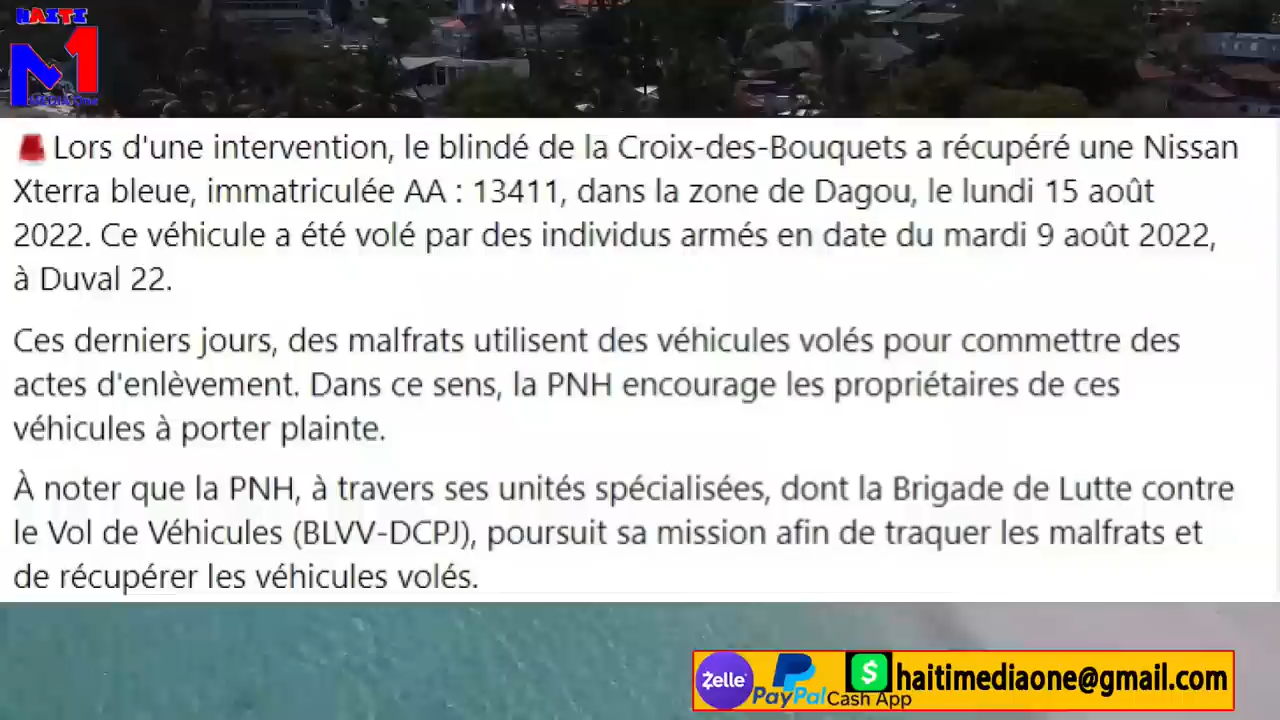 HAITI
M1
MEDIA One
Lors d'une intervention, le blindé de la Croix-des-Bouquets a récupéré une Nissan
Xterra bleue, immatriculée AA : 13411, dans la zone de Dagou, le lundi 15 août
2022. Ce véhicule a été volé par des individus armés en date du mardi 9 août 2022,
à Duval 22.
Ces derniers jours, des malfrats utilisent des véhicules volés pour commettre des
actes d'enlèvement. Dans ce sens, la PNH encourage les propriétaires de ces
véhicules à porter plainte.
À noter que la PNH, à travers ses unités spécialisées, dont la Brigade de Lutte contre
le Vol de Véhicules (BLVV-DCPJ), poursuit sa mission afin de traquer les malfrats et
de récupérer les véhicules volés.
Zelle PayPal $ Cash App haitimediaone@gmail.com